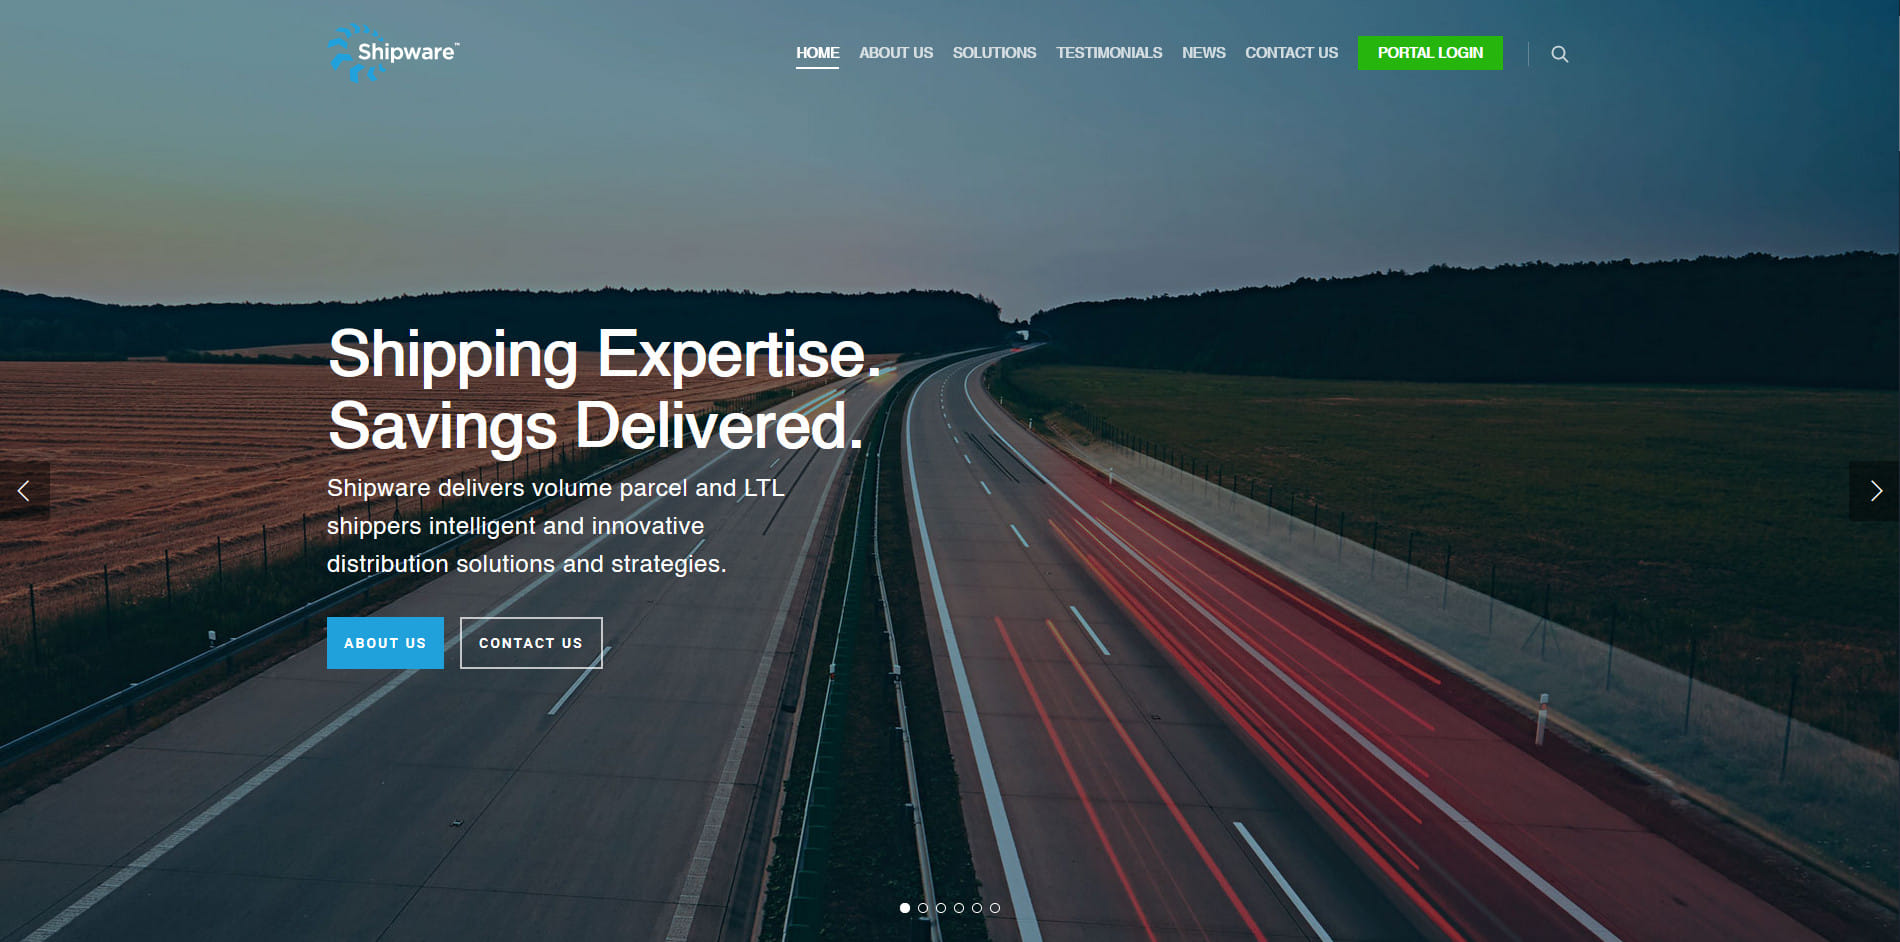 Shipware™
HOME
ABOUT US
SOLUTIONS
TESTIMONIALS
NEWS
CONTACT US
PORTAL LOGIN
Shipping Expertise.
Savings Delivered.
Shipware delivers volume parcel and LTL
shippers intelligent and innovative
distribution solutions and strategies.
ABOUT US
CONTACT US